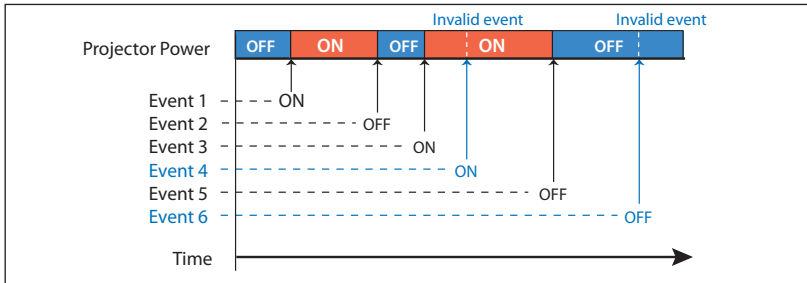 Invalid event Invalid event
Projector Power OFF ON OFF ON OFF
Event 1 ON
Event 2 OFF
Event 3 ON
Event 4 ON
Event 5 OFF
Event 6 OFF
Time